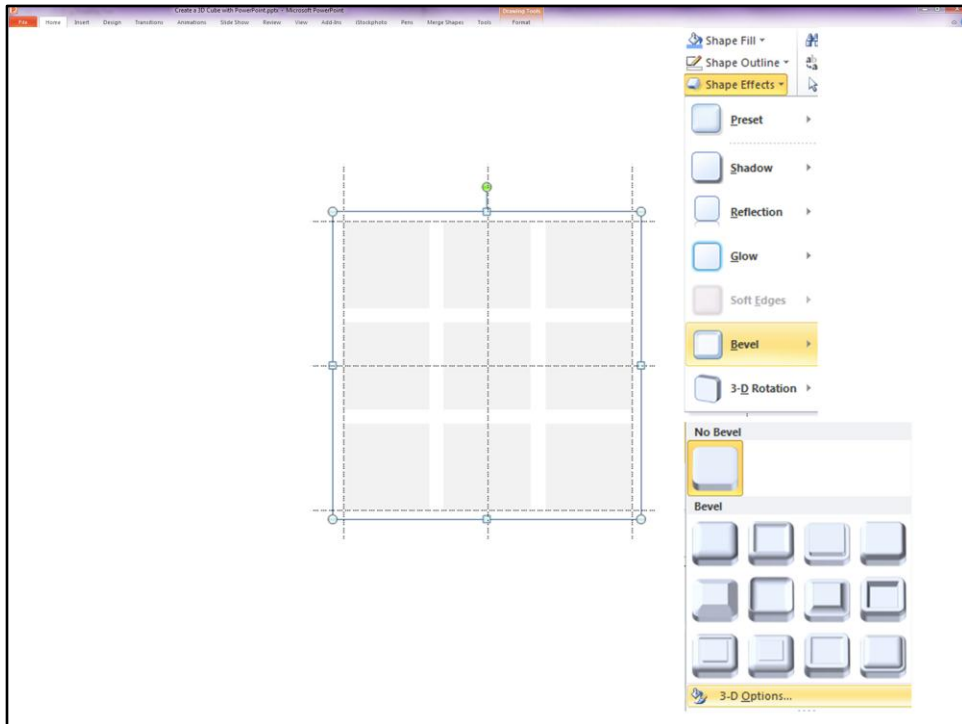 Create a 3D Cube with PowerPoint.pptx - Microsoft PowerPoint
Drawing Tools
File Home Insert Design Transitions Animations Slide Show Review View Add-Ins iStockphoto Pens Merge Shapes Tools Format
Shape Fill
Shape Outline
Shape Effects
Preset
Shadow
Reflection
Glow
Soft Edges
Bevel
3-D Rotation
No Bevel
Bevel
3-D Options...